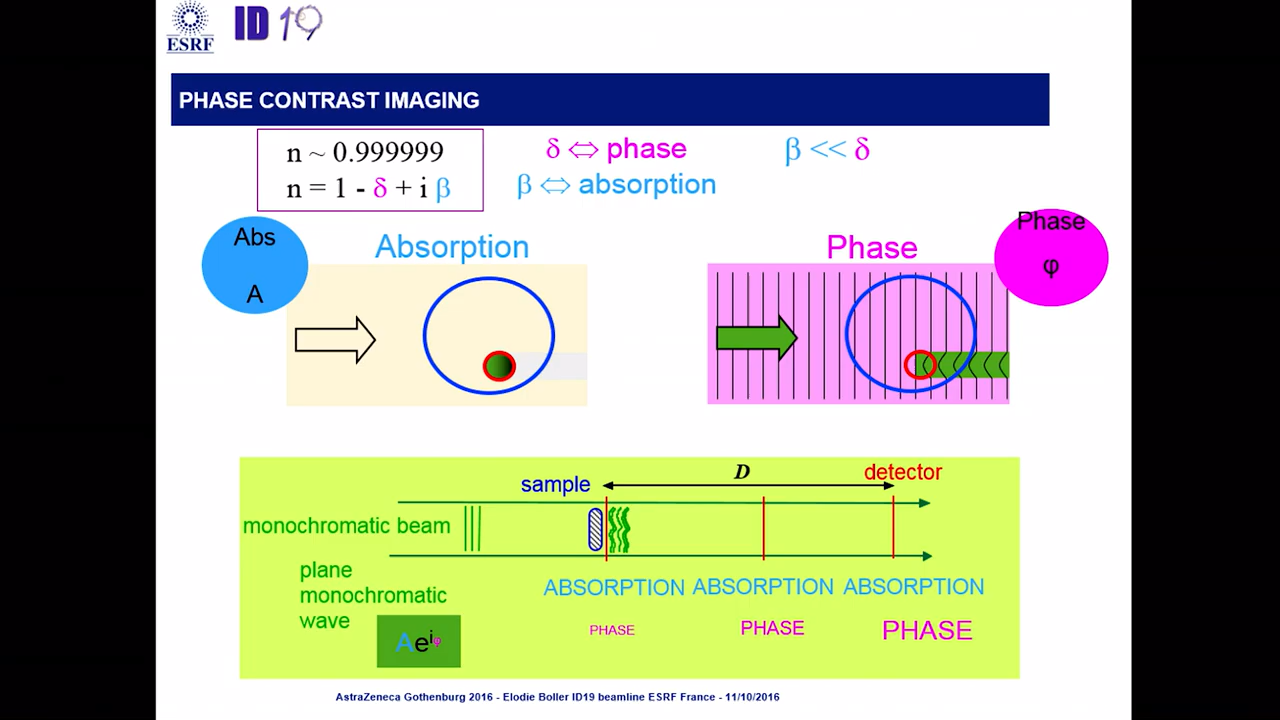 ESRF
ID 19
PHASE CONTRAST IMAGING
n ~ 0.999999
n = 1 - δ + i β
δ ⇔ phase
β ⇔ absorption
β << δ
Abs
A
Absorption
Phase
Phase
φ
sample
D
detector
monochromatic beam
plane
monochromatic
wave
Ae^iφ
ABSORPTION ABSORPTION ABSORPTION
PHASE PHASE PHASE
AstraZeneca Gothenburg 2016 - Elodie Boller ID19 beamline ESRF France - 11/10/2016